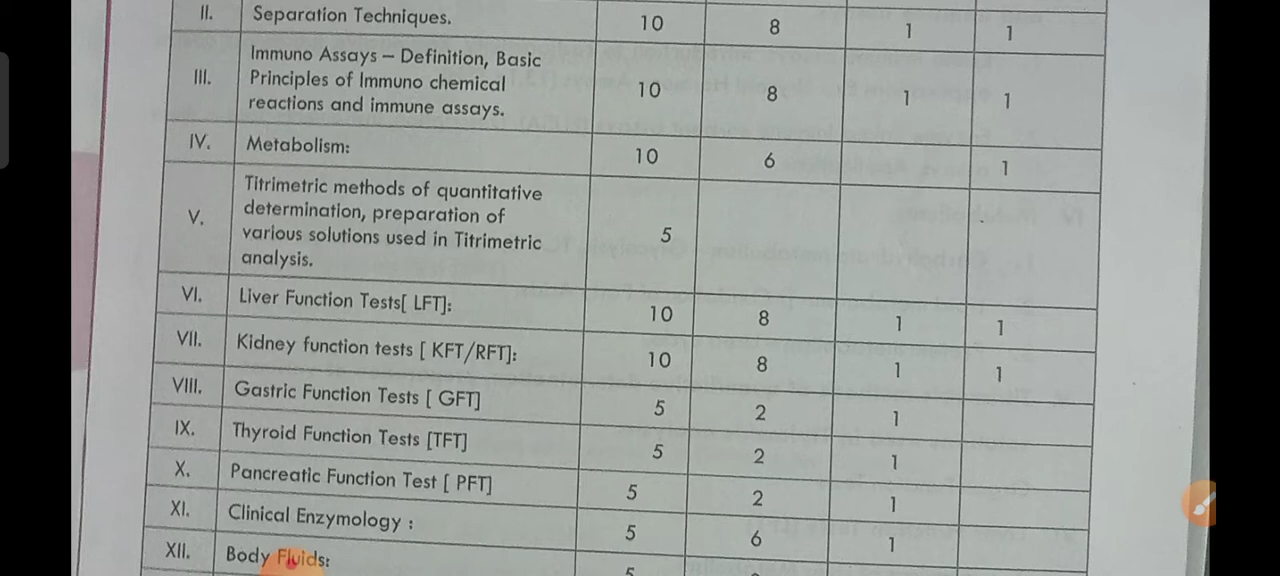 II. Separation Techniques. 10 8 1 1
Immuno Assays – Definition, Basic
III. Principles of Immuno chemical 10 8 1 1
reactions and immune assays.
IV. Metabolism: 10 6 1
Titrimetric methods of quantitative
determination, preparation of
V. various solutions used in Titrimetric 5
analysis.
VI. Liver Function Tests[ LFT]: 10 8 1 1
VII. Kidney function tests [ KFT/RFT]: 10 8 1 1
VIII. Gastric Function Tests [ GFT] 5 2 1
IX. Thyroid Function Tests [TFT] 5 2 1
X. Pancreatic Function Test [ PFT] 5 2 1
XI. Clinical Enzymology : 5 6 1
XII. Body Fluids: 5